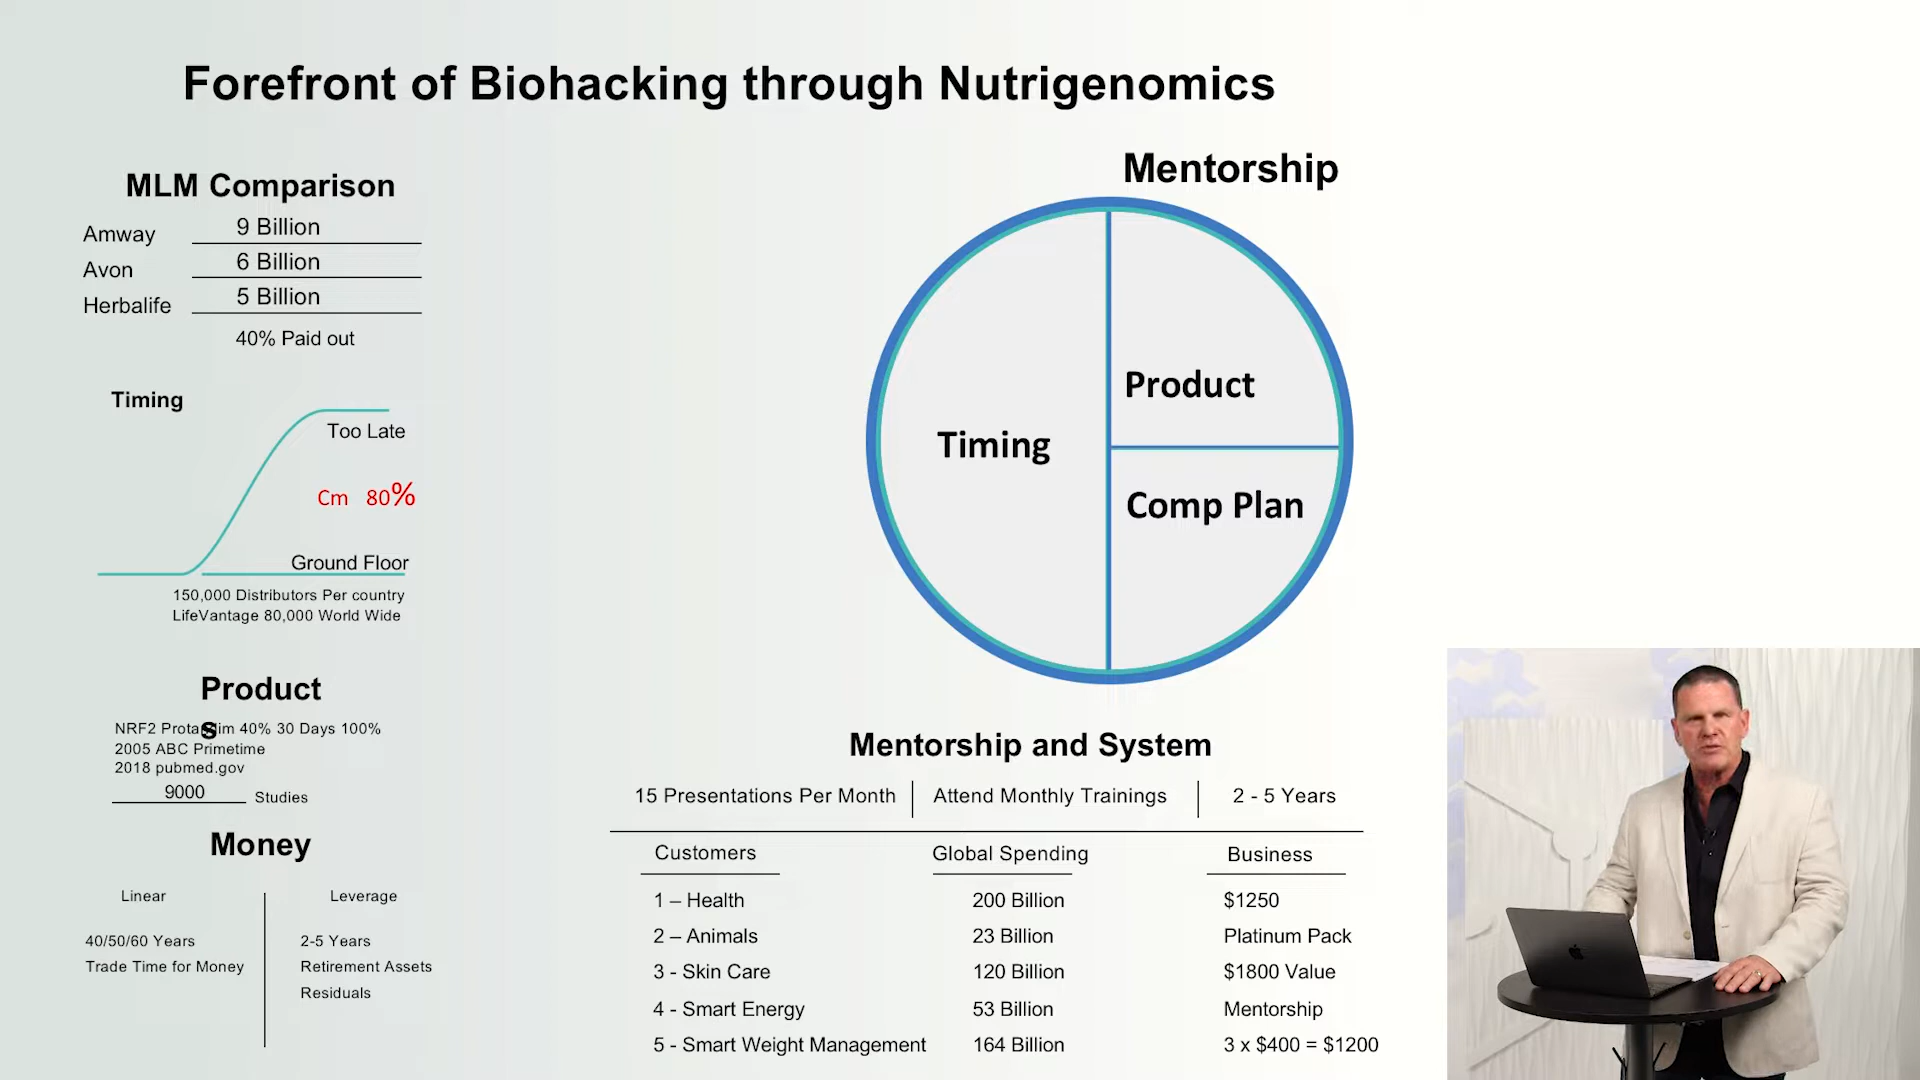 Forefront of Biohacking through Nutrigenomics
MLM Comparison
Amway 9 Billion
Avon 6 Billion
Herbalife 5 Billion
40% Paid out
Timing
Too Late
Cm 80%
Ground Floor
150,000 Distributors Per country
LifeVantage 80,000 World Wide
Product
s
NRF2 Prota im 40% 30 Days 100%
2005 ABC Primetime
2018 pubmed.gov
9000 Studies
Money
Linear Leverage
40/50/60 Years 2-5 Years
Trade Time for Money Retirement Assets
Residuals
Mentorship
Timing
Product
Comp Plan
Mentorship and System
15 Presentations Per Month Attend Monthly Trainings 2 - 5 Years
Customers Global Spending Business
1 – Health 200 Billion $1250
2 – Animals 23 Billion Platinum Pack
3 - Skin Care 120 Billion $1800 Value
4 - Smart Energy 53 Billion Mentorship
5 - Smart Weight Management 164 Billion 3 x $400 = $1200